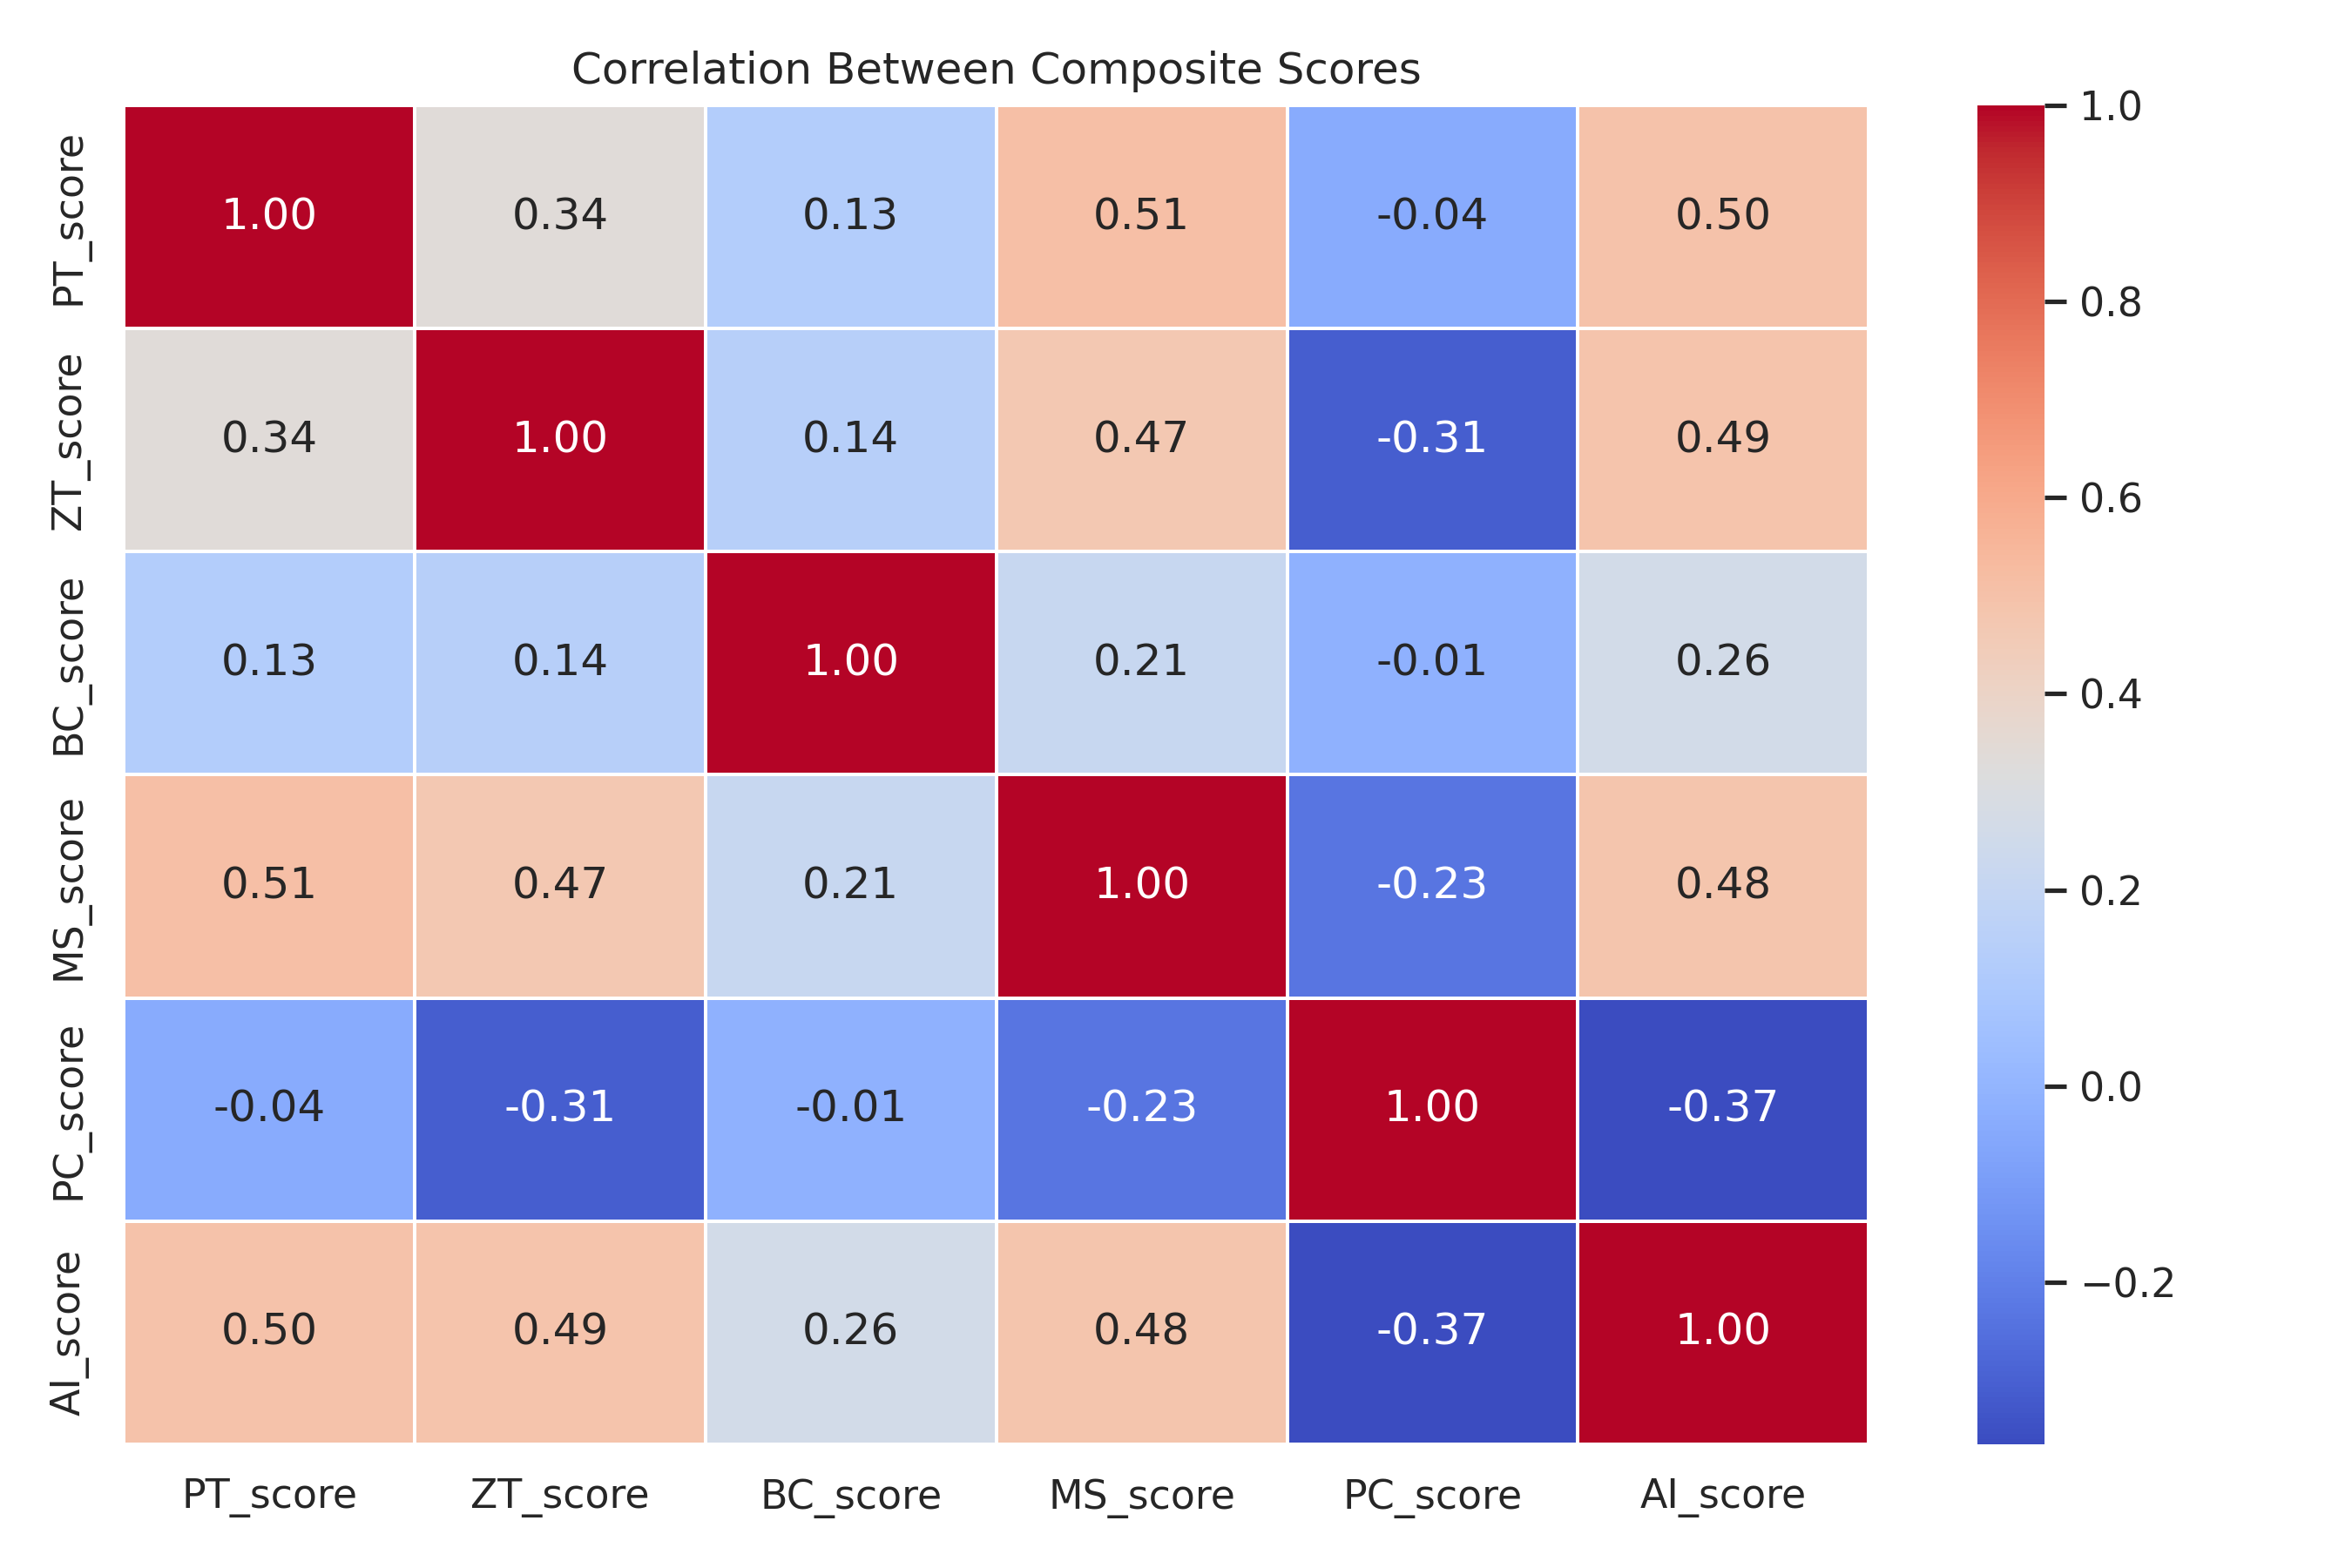 Correlation Between Composite Scores
PT_score 1.00 0.34 0.13 0.51 -0.04 0.50
ZT_score 0.34 1.00 0.14 0.47 -0.31 0.49
BC_score 0.13 0.14 1.00 0.21 -0.01 0.26
MS_score 0.51 0.47 0.21 1.00 -0.23 0.48
PC_score -0.04 -0.31 -0.01 -0.23 1.00 -0.37
AI_score 0.50 0.49 0.26 0.48 -0.37 1.00
PT_score ZT_score BC_score MS_score PC_score AI_score
1.0
0.8
0.6
0.4
0.2
0.0
−0.2